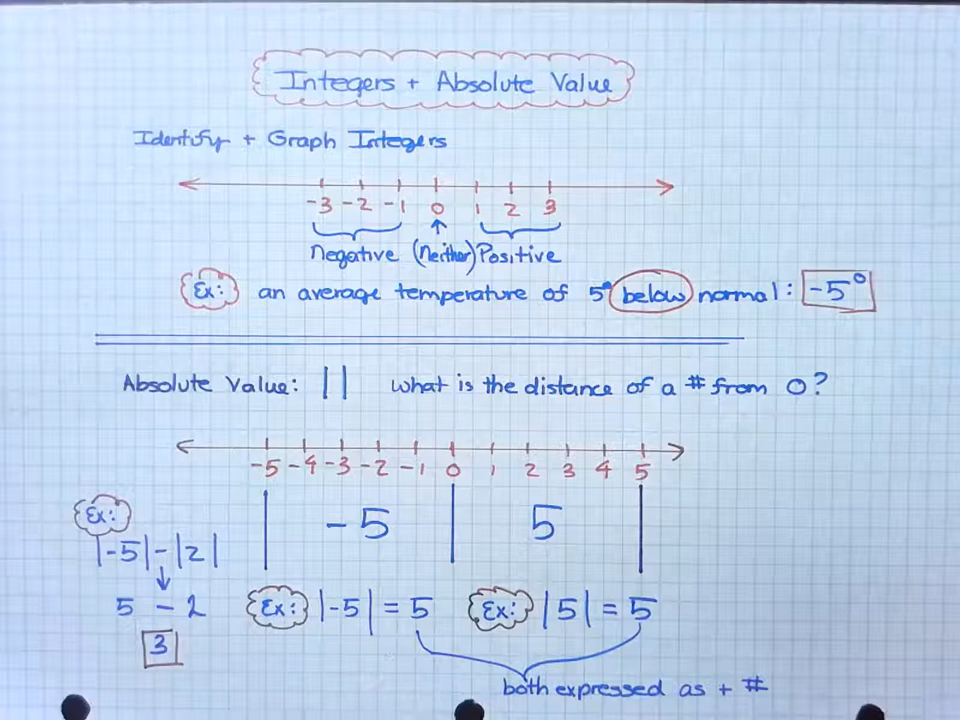 Integers + Absolute Value
Identify + Graph Integers
-3 -2 -1 0 1 2 3
Negative (Neither) Positive
Ex: an average temperature of 5° below normal: -5°
Absolute Value: || what is the distance of a # from 0?
-5 -4 -3 -2 -1 0 1 2 3 4 5
-5 5
Ex:
|-5|-|2|
5 - 2
3
Ex: |-5| = 5 Ex: |5| = 5
both expressed as + #